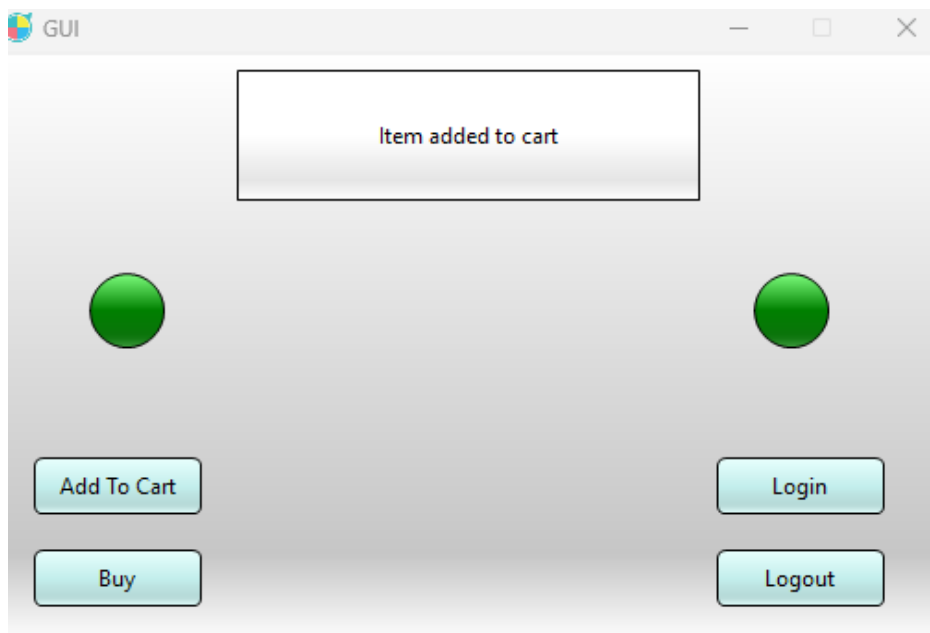 GUI
Item added to cart
Add To Cart
Login
Buy
Logout